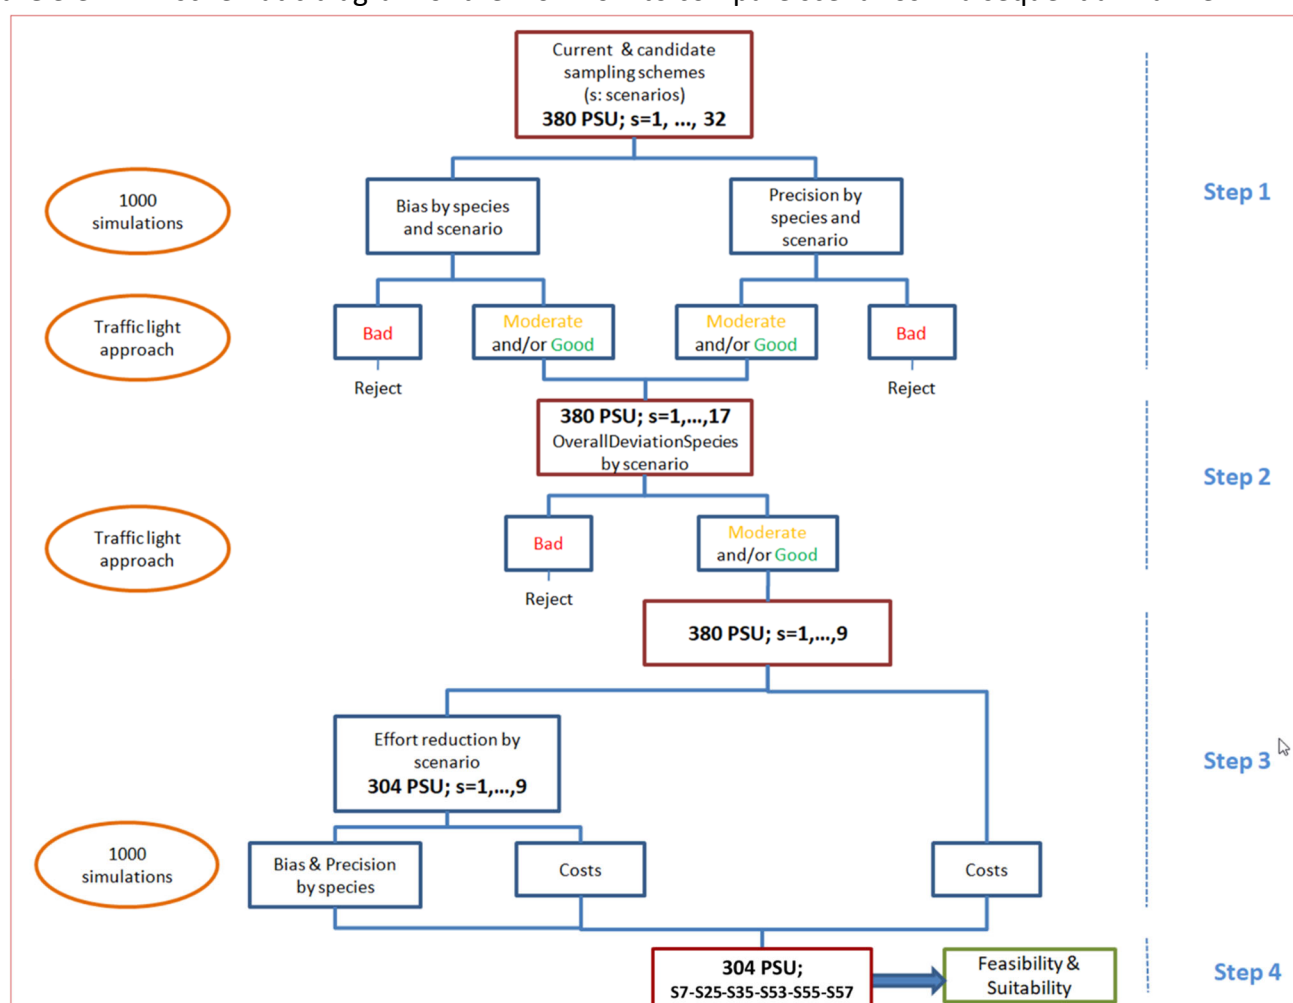 Current & candidate
sampling schemes
(s: scenarios)
380 PSU; s=1, ..., 32
Step 1
1000
simulations
Bias by species
and scenario
Precision by
species and
scenario
Traffic light
approach
Bad
Moderate
and/or Good
Moderate
and/or Good
Bad
Reject
Reject
380 PSU; s=1,...,17
OverallDeviationSpecies
by scenario
Step 2
Traffic light
approach
Bad
Moderate
and/or Good
Reject
380 PSU; s=1,...,9
Effort reduction by
scenario
304 PSU; s=1,...,9
Step 3
1000
simulations
Bias & Precision
by species
Costs
Costs
304 PSU;
S7-S25-S35-S53-S55-S57
Feasibility &
Suitability
Step 4